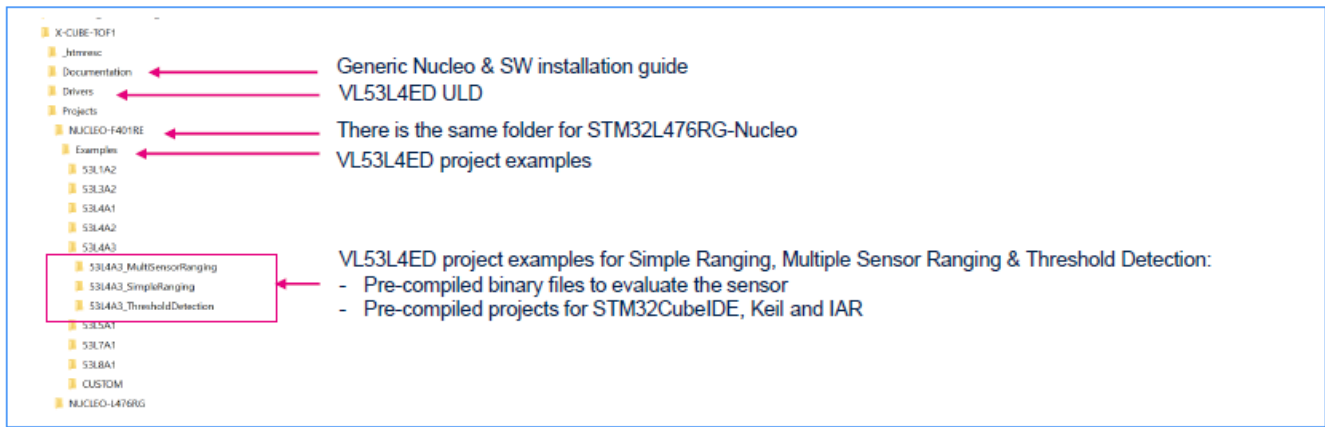 X-CUBE-TOF1
_htmresc
Documentation
Generic Nucleo & SW installation guide
Drivers
VL53L4ED ULD
Projects
NUCLEO-F401RE
There is the same folder for STM32L476RG-Nucleo
Examples
VL53L4ED project examples
53L1A2
53L3A2
53L4A1
53L4A2
53L4A3
53L4A3_MultiSensorRanging
VL53L4ED project examples for Simple Ranging, Multiple Sensor Ranging & Threshold Detection:
53L4A3_SimpleRanging
- Pre-compiled binary files to evaluate the sensor
53L4A3_ThresholdDetection
- Pre-compiled projects for STM32CubeIDE, Keil and IAR
53L5A1
53L7A1
53L8A1
CUSTOM
NUCLEO-L476RG